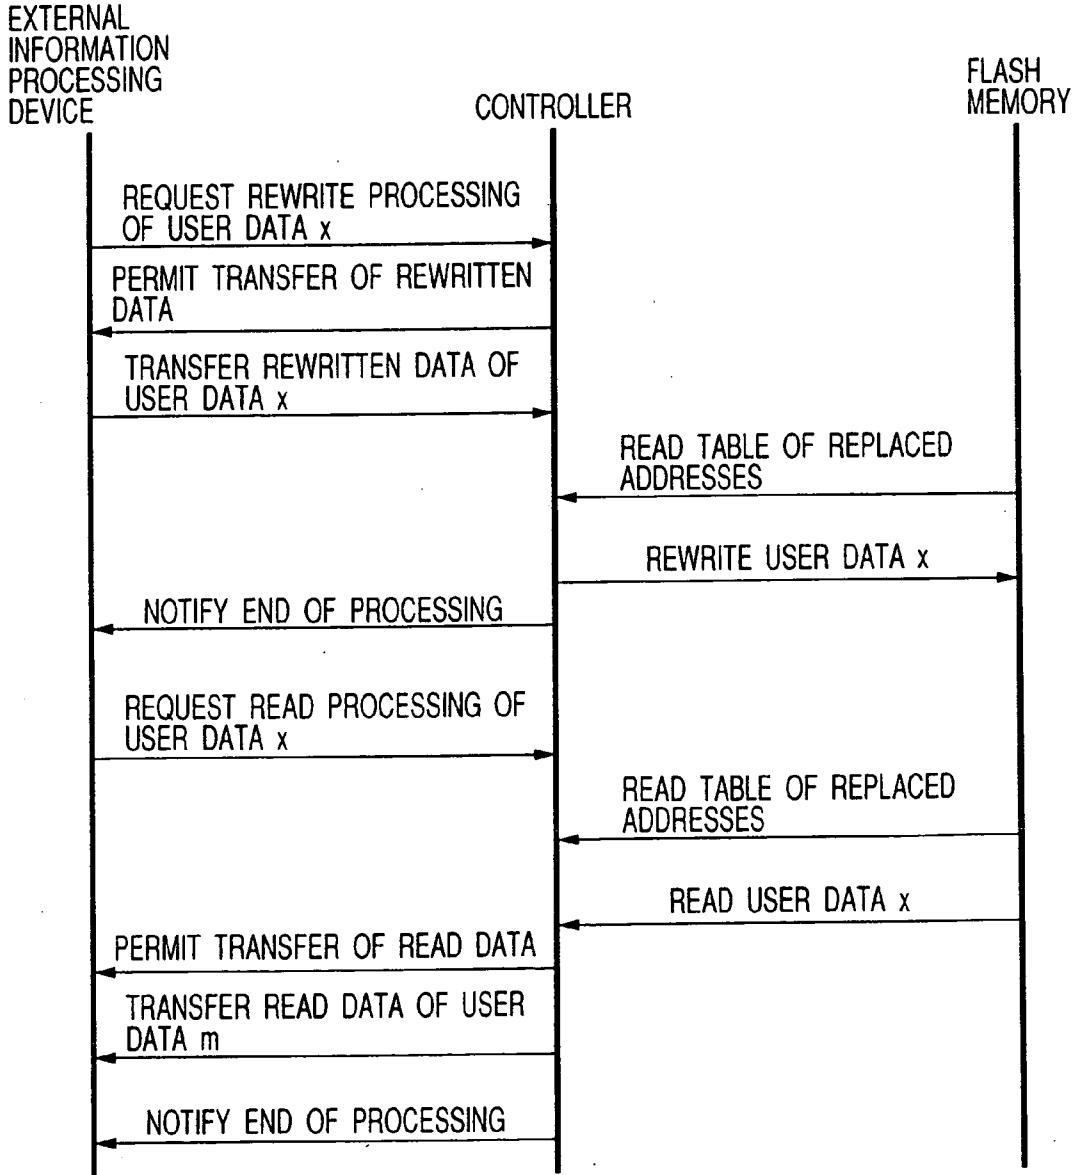 EXTERNAL
INFORMATION
PROCESSING
DEVICE
CONTROLLER
FLASH
MEMORY
REQUEST REWRITE PROCESSING
OF USER DATA x
PERMIT TRANSFER OF REWRITTEN
DATA
TRANSFER REWRITTEN DATA OF
USER DATA x
READ TABLE OF REPLACED
ADDRESSES
REWRITE USER DATA x
NOTIFY END OF PROCESSING
REQUEST READ PROCESSING OF
USER DATA x
READ TABLE OF REPLACED
ADDRESSES
READ USER DATA x
PERMIT TRANSFER OF READ DATA
TRANSFER READ DATA OF USER
DATA m
NOTIFY END OF PROCESSING